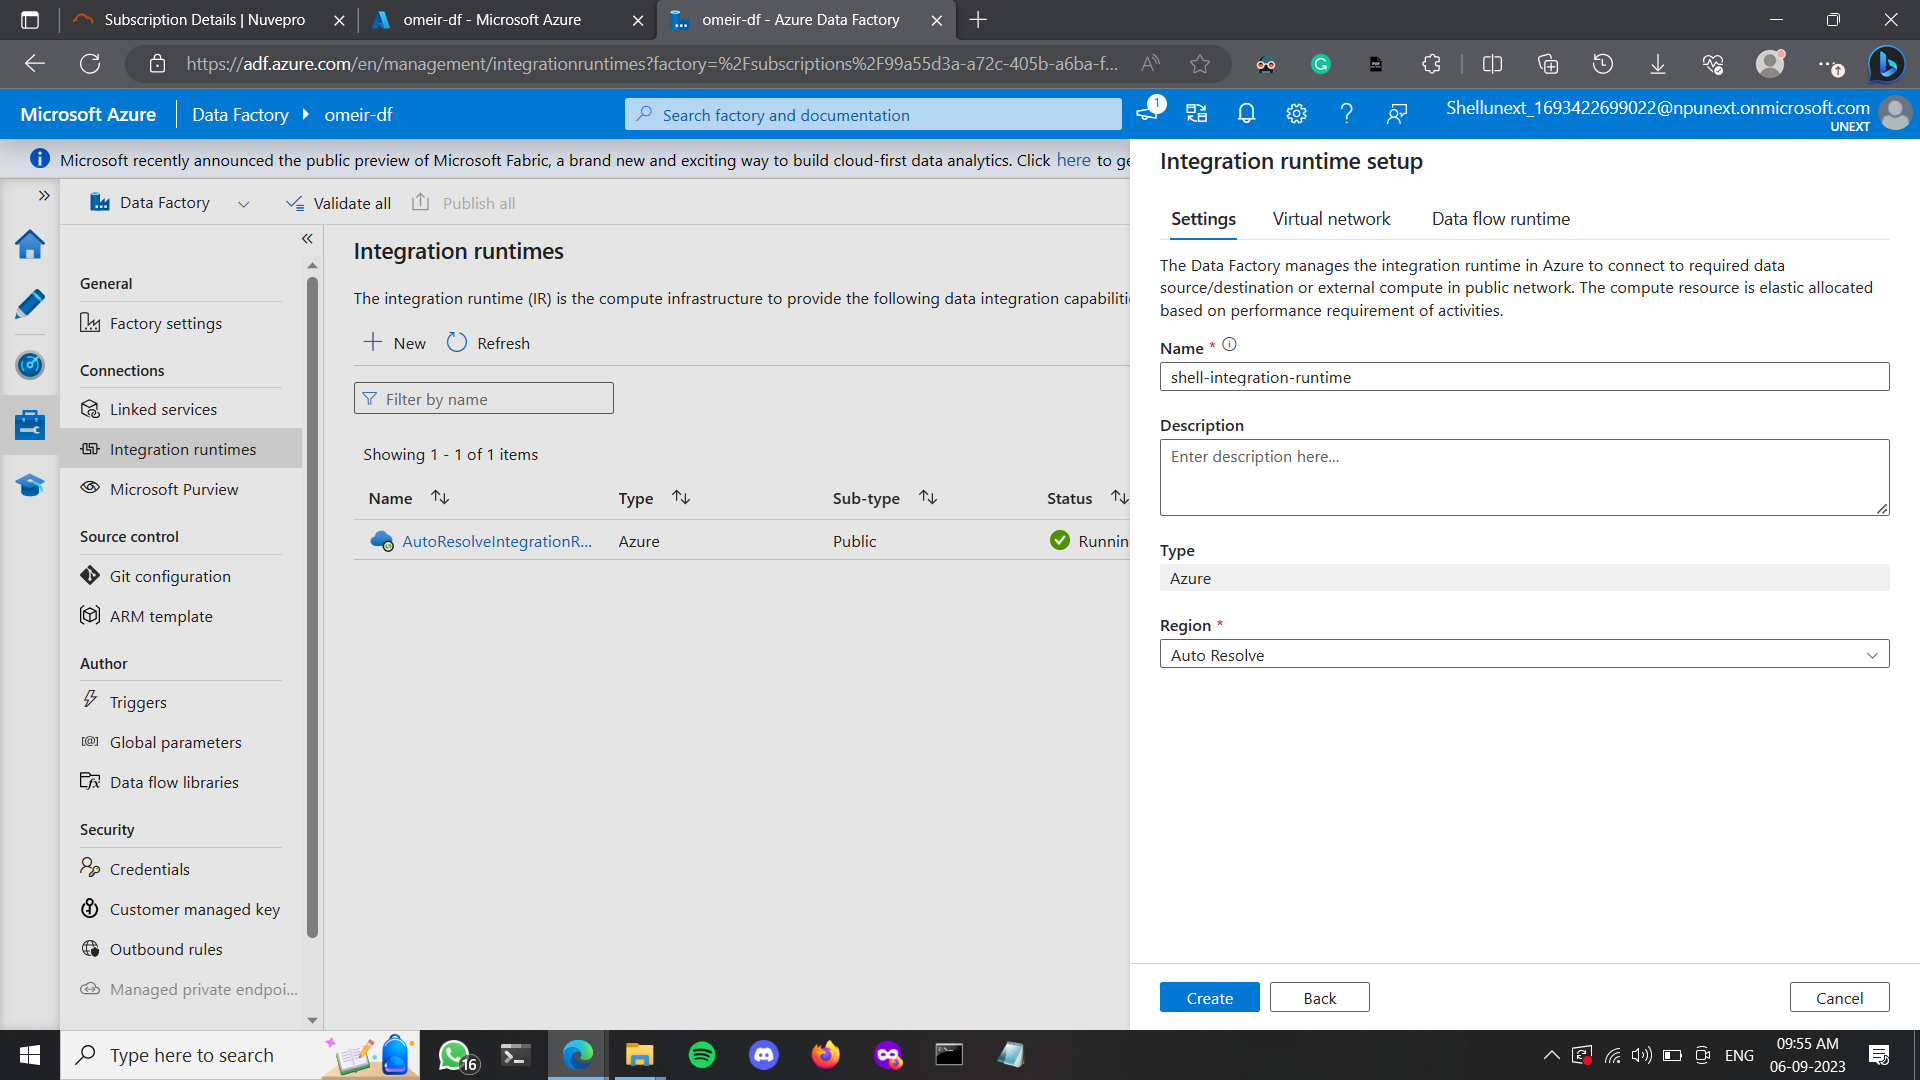 Subscription Details | Nuvepro
omeir-df - Microsoft Azure
omeir-df - Azure Data Factory
https://adf.azure.com/en/management/integrationruntimes?factory=%2Fsubscriptions%2F99a55d3a-a72c-405b-a6ba-f...
Microsoft Azure
Data Factory
omeir-df
Search factory and documentation
1
Shellunext_1693422699022@npunext.onmicrosoft.com
UNEXT
Microsoft recently announced the public preview of Microsoft Fabric, a brand new and exciting way to build cloud-first data analytics. Click here to ge
Data Factory
Validate all
Publish all
General
Factory settings
Connections
Linked services
Integration runtimes
Microsoft Purview
Source control
Git configuration
ARM template
Author
Triggers
Global parameters
Data flow libraries
Security
Credentials
Customer managed key
Outbound rules
Managed private endpoi...
Integration runtimes
The integration runtime (IR) is the compute infrastructure to provide the following data integration capabiliti
New
Refresh
Filter by name
Showing 1 - 1 of 1 items
Name Type Sub-type Status
AutoResolveIntegrationR... Azure Public Runnin
Integration runtime setup
Settings Virtual network Data flow runtime
The Data Factory manages the integration runtime in Azure to connect to required data
source/destination or external compute in public network. The compute resource is elastic allocated
based on performance requirement of activities.
Name *
shell-integration-runtime
Description
Enter description here...
Type
Azure
Region *
Auto Resolve
Create
Back
Cancel
Type here to search
16
ENG
09:55 AM
06-09-2023